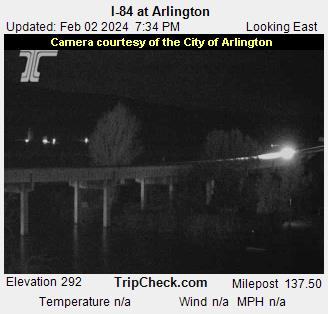 I-84 at Arlington
Updated: Feb 02 2024 7:34 PM Looking East
Camera courtesy of the City of Arlington
Elevation 292 TripCheck.com Milepost 137.50
Temperature n/a Wind n/a MPH n/a